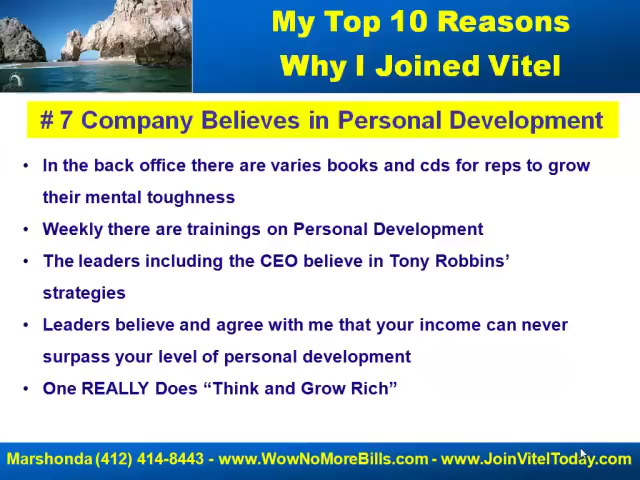 My Top 10 Reasons
Why I Joined Vitel
# 7 Company Believes in Personal Development
• In the back office there are varies books and cds for reps to grow
their mental toughness
• Weekly there are trainings on Personal Development
• The leaders including the CEO believe in Tony Robbins’
strategies
• Leaders believe and agree with me that your income can never
surpass your level of personal development
• One REALLY Does “Think and Grow Rich”
Marshonda (412) 414-8443 - www.WowNoMoreBills.com - www.JoinVitelToday.com